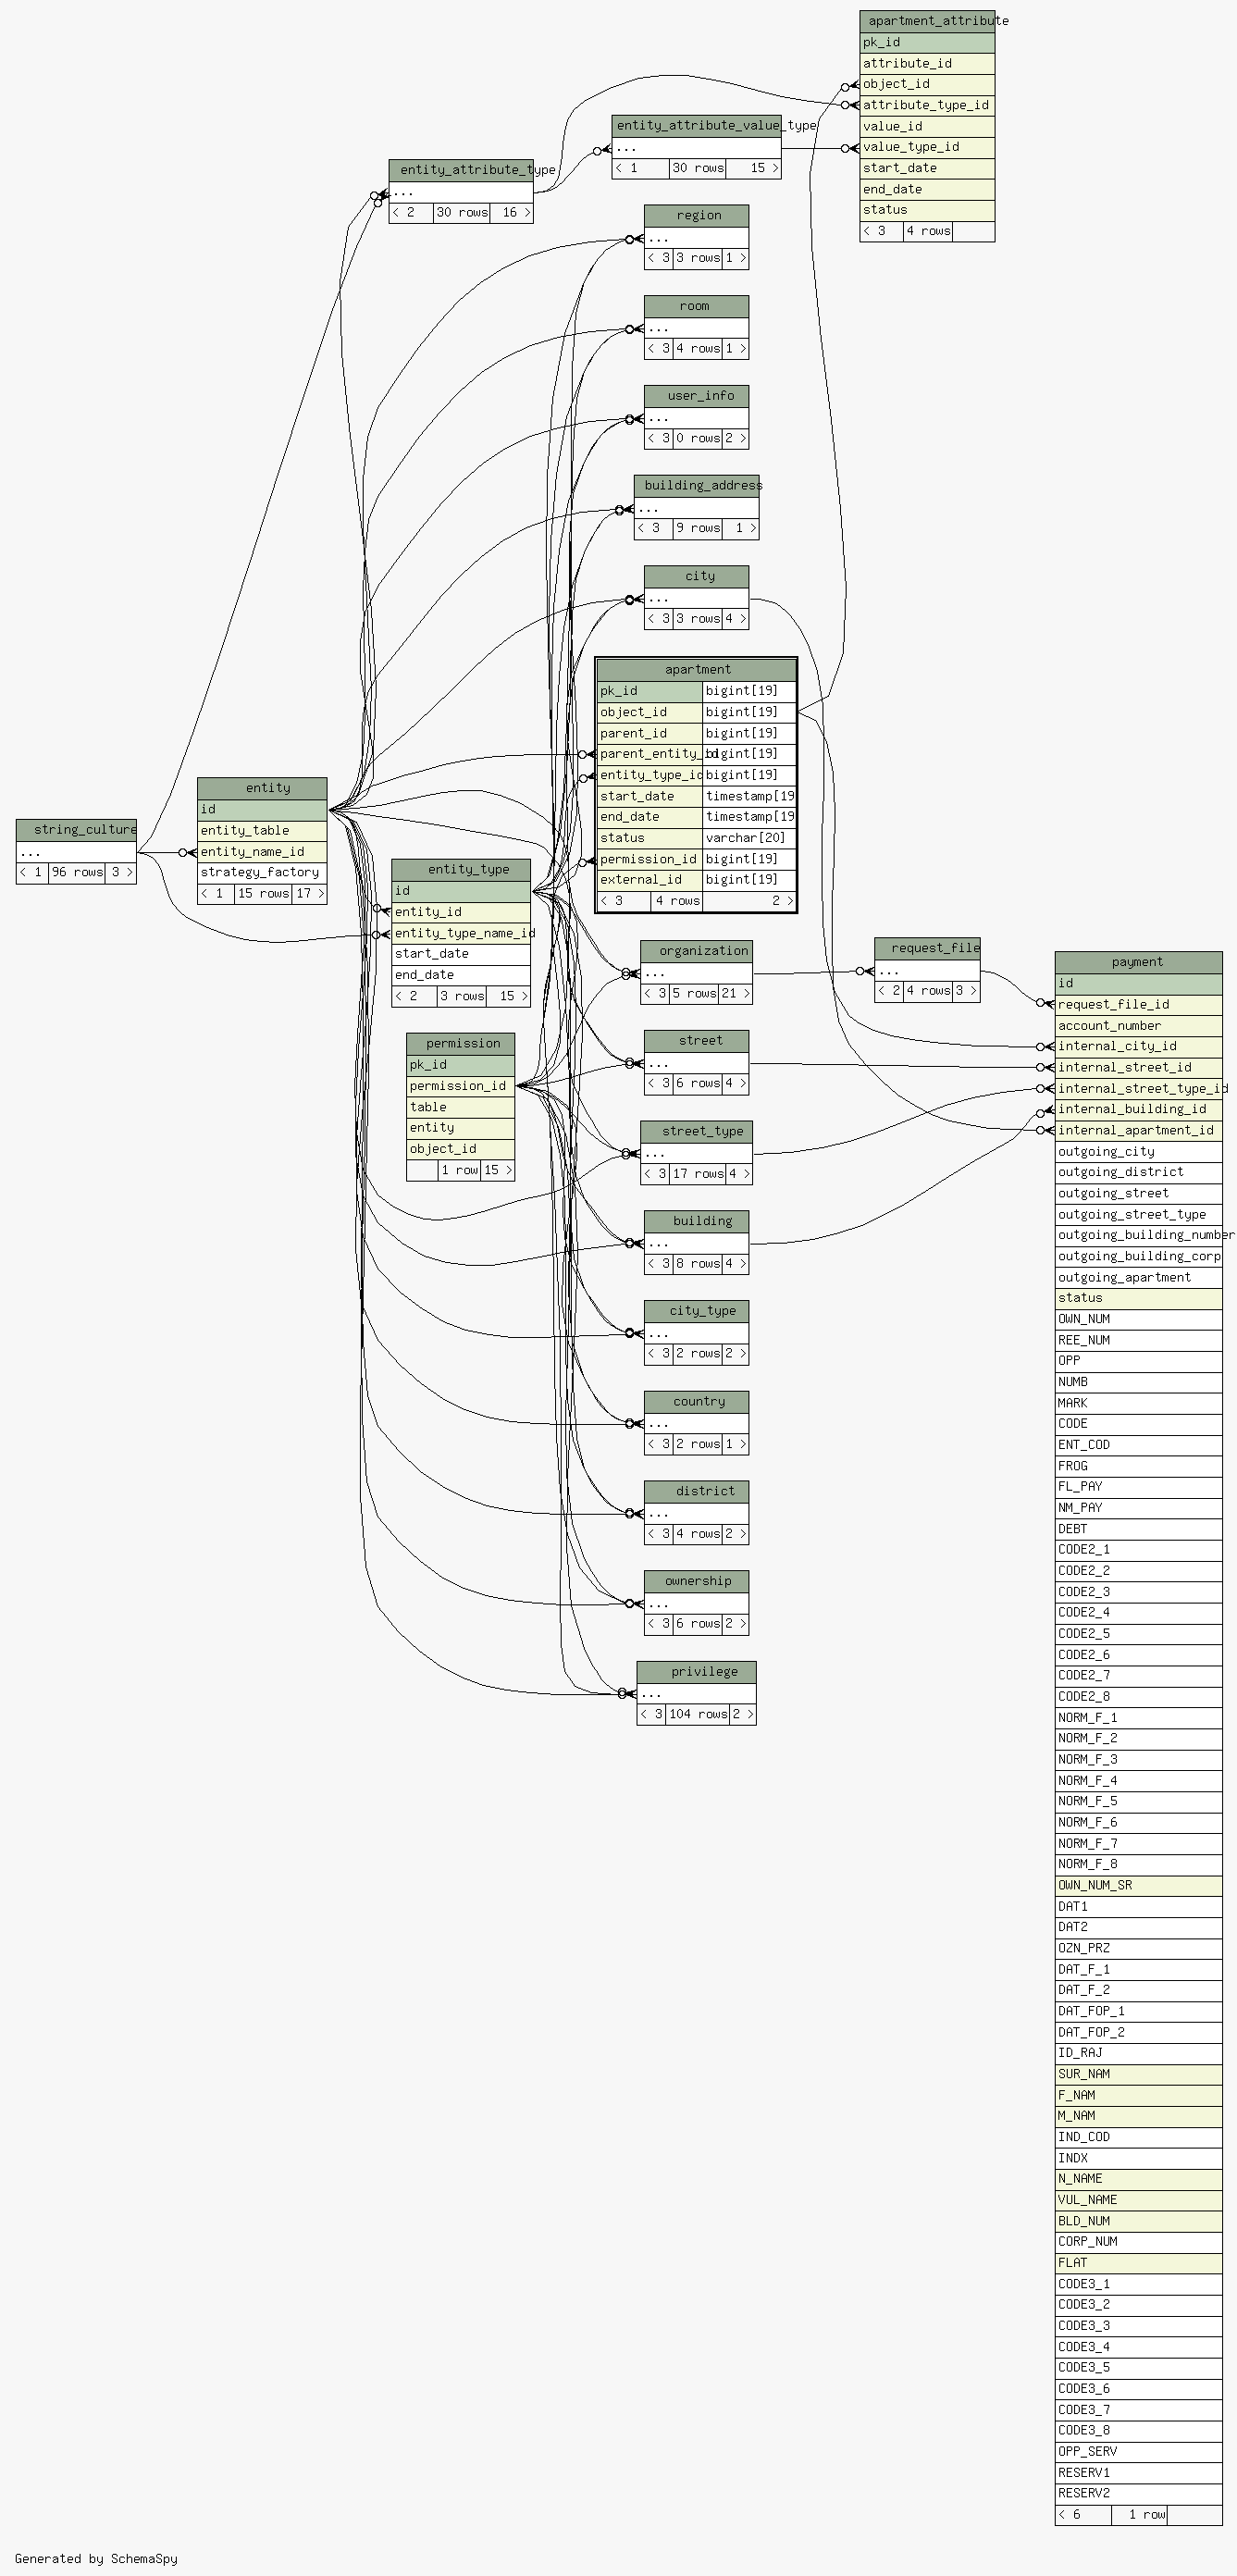 apartment_attribute
pk_id
attribute_id
object_id
attribute_type_id
value_id
value_type_id
start_date
end_date
status
< 3 4 rows
entity_attribute_value_type
...
< 1 30 rows 15 >
entity_attribute_type
...
< 2 30 rows 16 >
region
...
< 3 3 rows 1 >
room
...
< 3 4 rows 1 >
user_info
...
< 3 0 rows 2 >
building_address
...
< 3 9 rows 1 >
city
...
< 3 3 rows 4 >
apartment
pk_id bigint[19]
object_id bigint[19]
parent_id bigint[19]
parent_entity_id bigint[19]
entity_type_id bigint[19]
start_date timestamp[19
end_date timestamp[19
status varchar[20]
permission_id bigint[19]
external_id bigint[19]
< 3 4 rows 2 >
entity
id
entity_table
entity_name_id
strategy_factory
< 1 15 rows 17 >
string_culture
...
< 1 96 rows 3 >
entity_type
id
entity_id
entity_type_name_id
start_date
end_date
< 2 3 rows 15 >
permission
pk_id
permission_id
table
entity
object_id
1 row 15 >
organization
...
< 3 5 rows 21 >
street
...
< 3 6 rows 4 >
street_type
...
< 3 17 rows 4 >
building
...
< 3 8 rows 4 >
city_type
...
< 3 2 rows 2 >
country
...
< 3 2 rows 1 >
district
...
< 3 4 rows 2 >
ownership
...
< 3 6 rows 2 >
privilege
...
< 3 104 rows 2 >
request_file
...
< 2 4 rows 3 >
payment
id
request_file_id
account_number
internal_city_id
internal_street_id
internal_street_type_id
internal_building_id
internal_apartment_id
outgoing_city
outgoing_district
outgoing_street
outgoing_street_type
outgoing_building_number
outgoing_building_corp
outgoing_apartment
status
OWN_NUM
REE_NUM
OPP
NUMB
MARK
CODE
ENT_COD
FROG
FL_PAY
NM_PAY
DEBT
CODE2_1
CODE2_2
CODE2_3
CODE2_4
CODE2_5
CODE2_6
CODE2_7
CODE2_8
NORM_F_1
NORM_F_2
NORM_F_3
NORM_F_4
NORM_F_5
NORM_F_6
NORM_F_7
NORM_F_8
OWN_NUM_SR
DAT1
DAT2
OZN_PRZ
DAT_F_1
DAT_F_2
DAT_FOP_1
DAT_FOP_2
ID_RAJ
SUR_NAM
F_NAM
M_NAM
IND_COD
INDX
N_NAME
VUL_NAME
BLD_NUM
CORP_NUM
FLAT
CODE3_1
CODE3_2
CODE3_3
CODE3_4
CODE3_5
CODE3_6
CODE3_7
CODE3_8
OPP_SERV
RESERV1
RESERV2
< 6 1 row
Generated by SchemaSpy